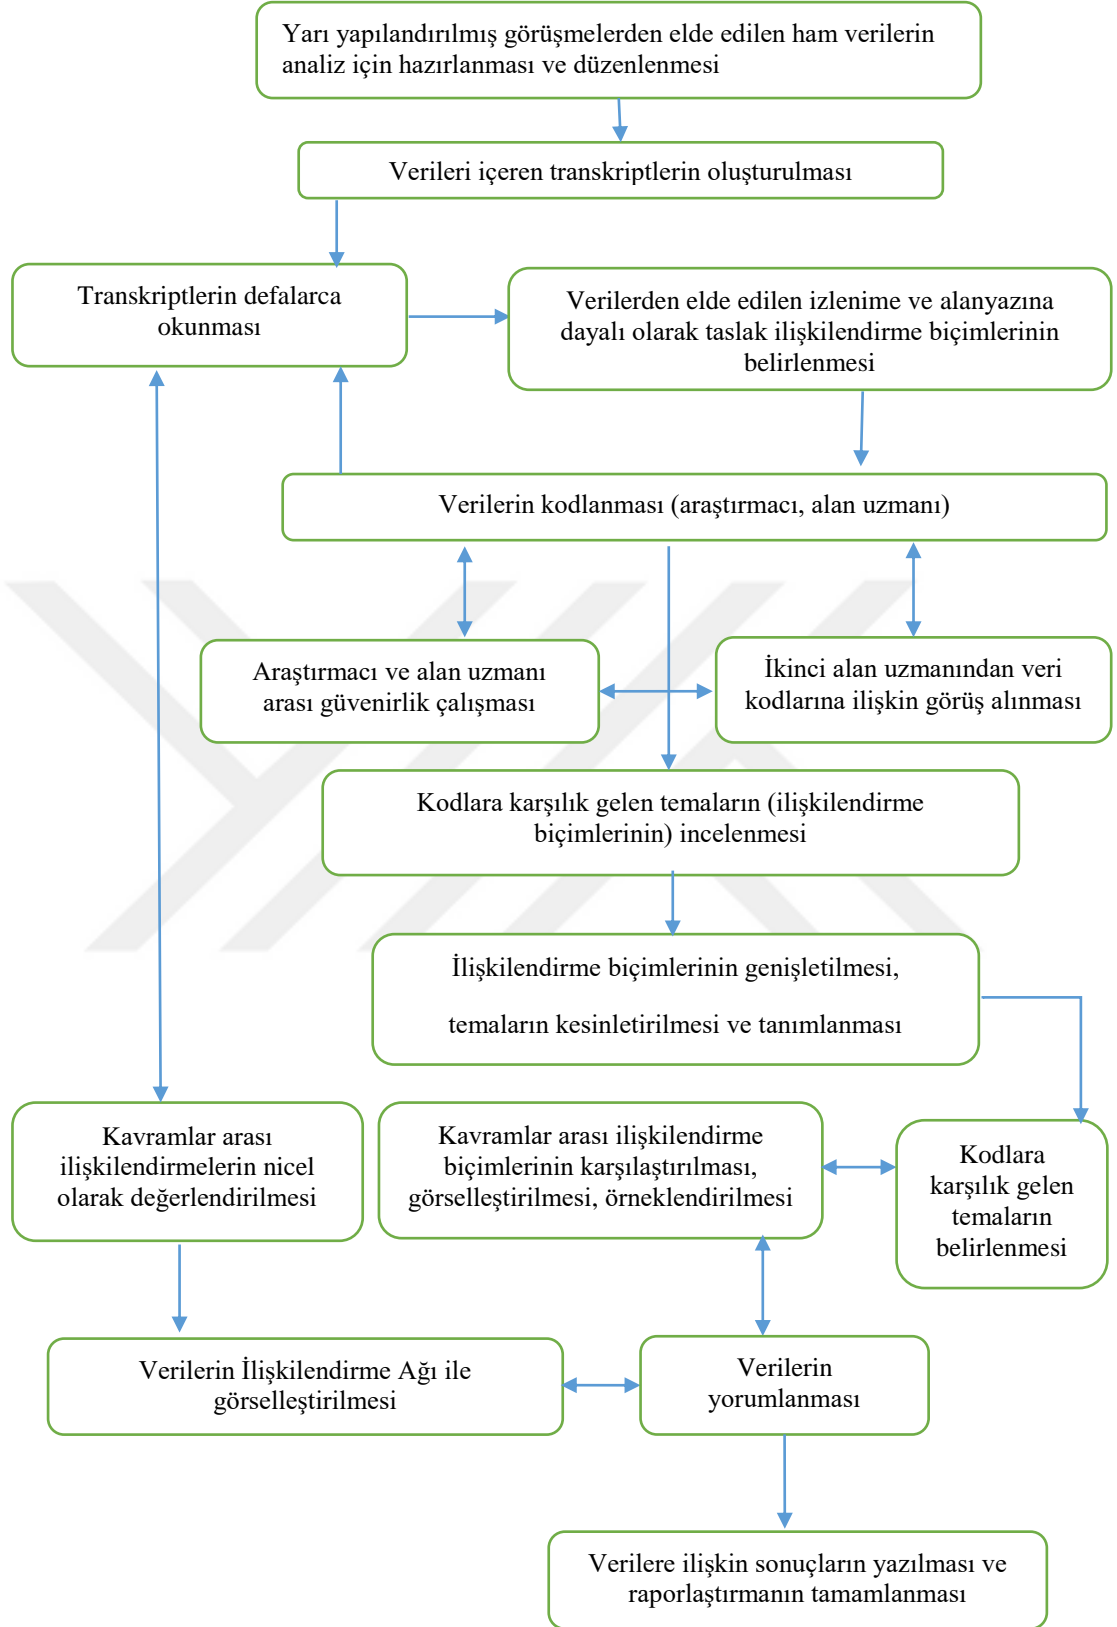 Yarı yapılandırılmış görüşmelerden elde edilen ham verilerin
analiz için hazırlanması ve düzenlenmesi
Verileri içeren transkriptlerin oluşturulması
Transkriptlerin defalarca
okunması
Verilerden elde edilen izlenime ve alanyazına
dayalı olarak taslak ilişkilendirme biçimlerinin
belirlenmesi
Verilerin kodlanması (araştırmacı, alan uzmanı)
Araştırmacı ve alan uzmanı
arası güvenirlik çalışması
İkinci alan uzmanından veri
kodlarına ilişkin görüş alınması
Kodlara karşılık gelen temaların (ilişkilendirme
biçimlerinin) incelenmesi
İlişkilendirme biçimlerinin genişletilmesi,
temaların kesinletirilmesi ve tanımlanması
Kavramlar arası
ilişkilendirmelerin nicel
olarak değerlendirilmesi
Kavramlar arası ilişkilendirme
biçimlerinin karşılaştırılması,
görselleştirilmesi, örneklendirilmesi
Kodlara
karşılık gelen
temaların
belirlenmesi
Verilerin İlişkilendirme Ağı ile
görselleştirilmesi
Verilerin
yorumlanması
Verilere ilişkin sonuçların yazılması ve
raporlaştırmanın tamamlanması